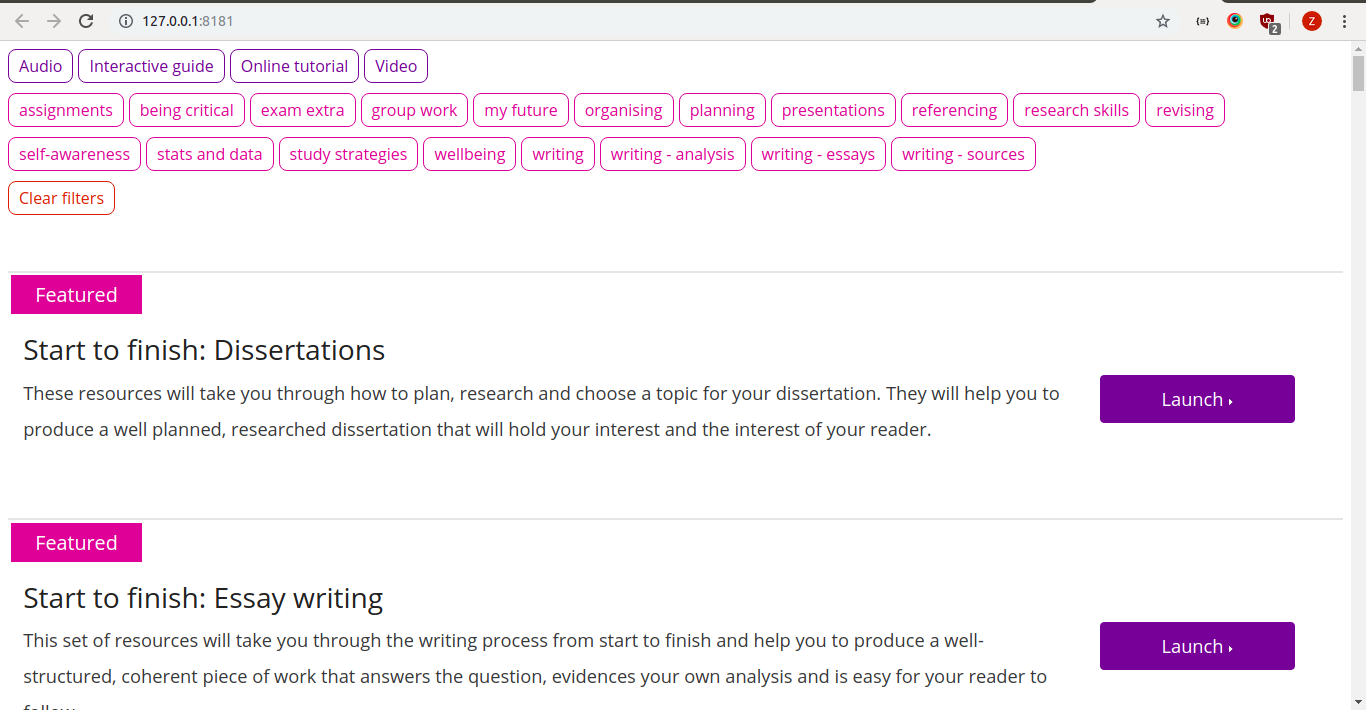 127.0.0.1:8181
2
Z
Audio Interactive guide Online tutorial Video
assignments being critical exam extra group work my future organising planning presentations referencing research skills revising
self-awareness stats and data study strategies wellbeing writing writing - analysis writing - essays writing - sources
Clear filters
Featured
Start to finish: Dissertations
These resources will take you through how to plan, research and choose a topic for your dissertation. They will help you to
produce a well planned, researched dissertation that will hold your interest and the interest of your reader.
Launch
Featured
Start to finish: Essay writing
This set of resources will take you through the writing process from start to finish and help you to produce a well-
structured, coherent piece of work that answers the question, evidences your own analysis and is easy for your reader to
Launch